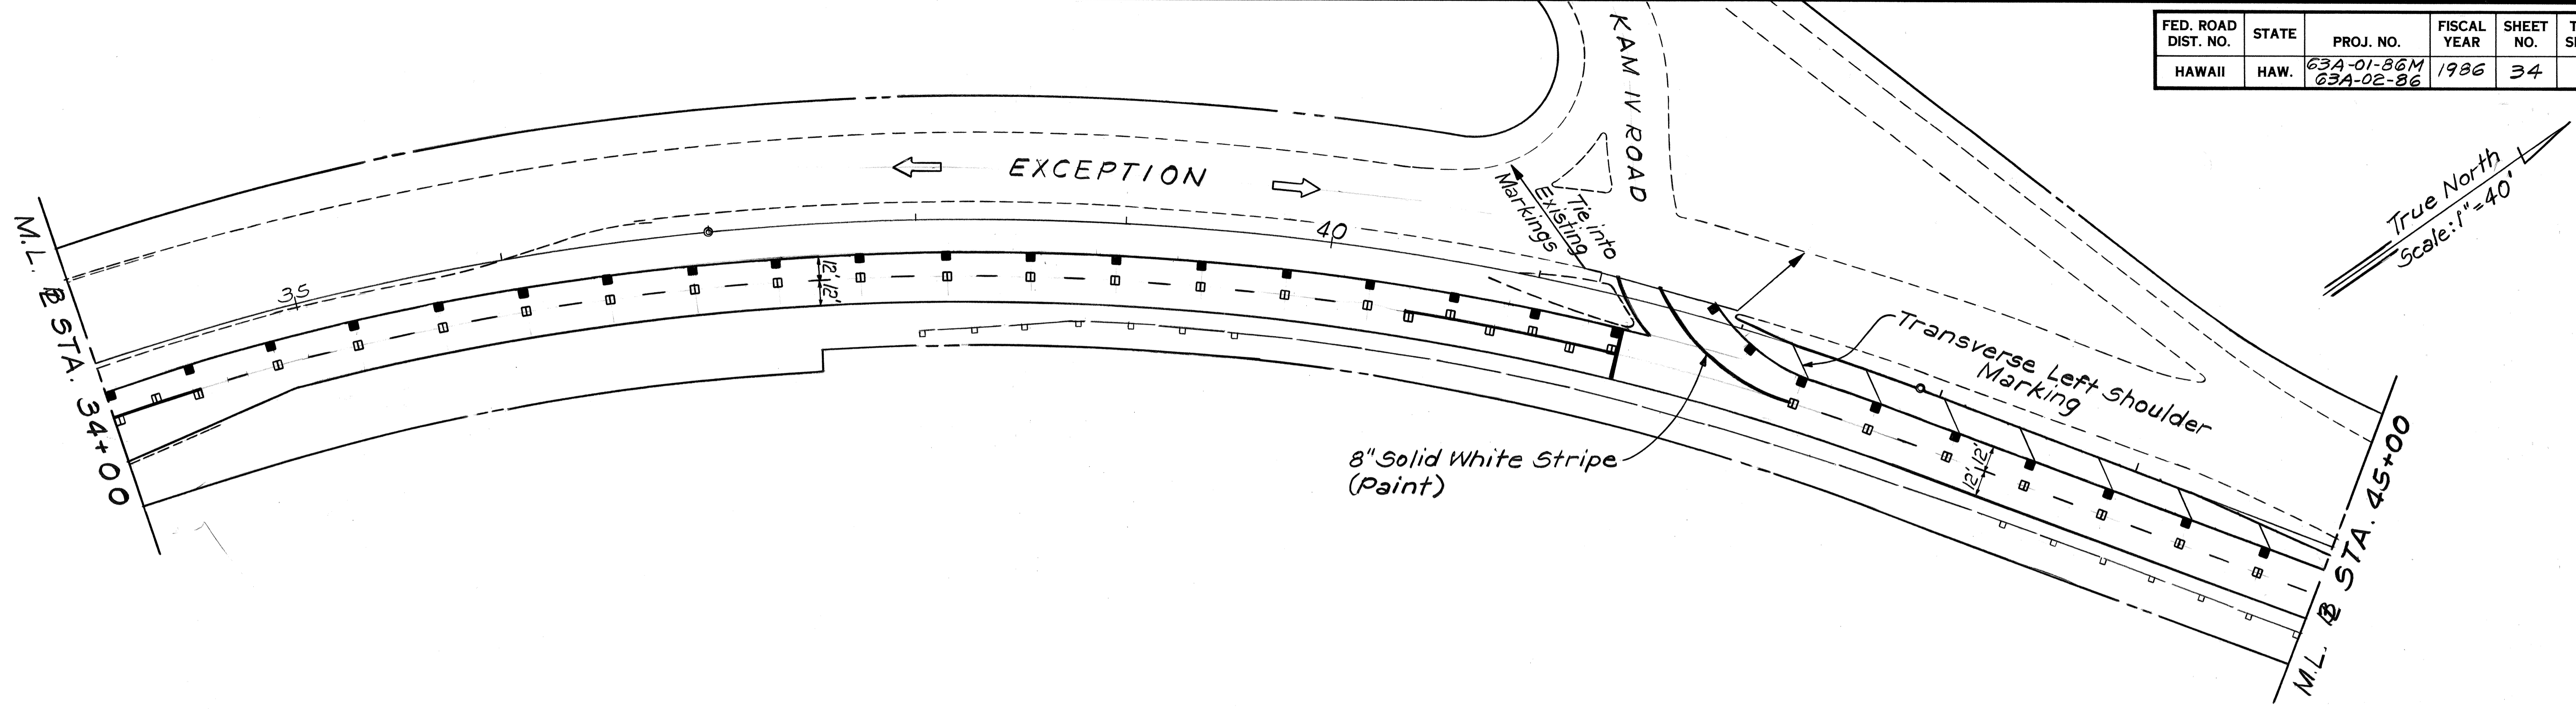 FED. ROAD
DIST. NO.
STATE
PROJ. NO.
FISCAL
YEAR
SHEET
NO.
HAWAII
HAW.
63A-01-86M
63A-02-86
1986
34
KAM IV ROAD
EXCEPTION
True North
Scale: 1"=40'
Tie into
Existing
Markings
40
35
12'
12'
M.L. ℄ STA. 34+00
Transverse Left Shoulder
Marking
8" Solid White Stripe
(Paint)
12'
12'
M.L. ℄ STA. 45+00